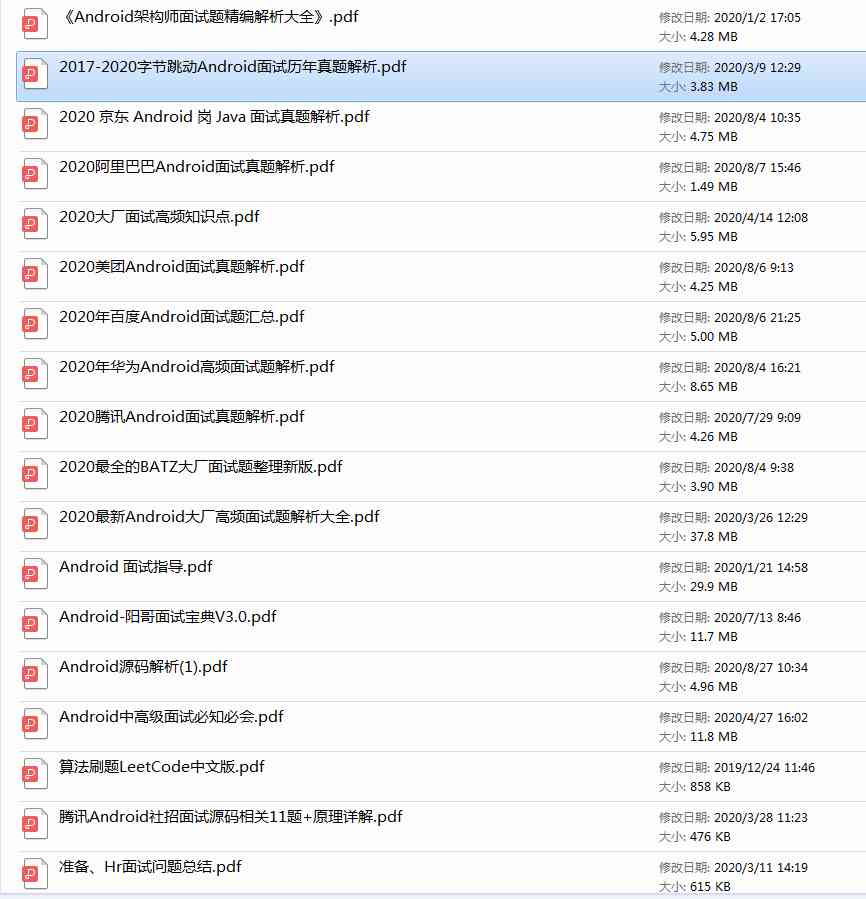 《Android架构师面试题精编解析大全》.pdf
修改日期: 2020/1/2 17:05
大小: 4.28 MB
2017-2020字节跳动Android面试历年真题解析.pdf
修改日期: 2020/3/9 12:29
大小: 3.83 MB
2020 京东 Android 岗 Java 面试真题解析.pdf
修改日期: 2020/8/4 10:35
大小: 4.75 MB
2020阿里巴巴Android面试真题解析.pdf
修改日期: 2020/8/7 15:46
大小: 1.49 MB
2020大厂面试高频知识点.pdf
修改日期: 2020/4/14 12:08
大小: 5.95 MB
2020美团Android面试真题解析.pdf
修改日期: 2020/8/6 9:13
大小: 4.25 MB
2020年百度Android面试题汇总.pdf
修改日期: 2020/8/6 21:25
大小: 5.00 MB
2020年华为Android高频面试题解析.pdf
修改日期: 2020/8/4 16:21
大小: 8.65 MB
2020腾讯Android面试真题解析.pdf
修改日期: 2020/7/29 9:09
大小: 4.26 MB
2020最全的BATZ大厂面试题整理新版.pdf
修改日期: 2020/8/4 9:38
大小: 3.90 MB
2020最新Android大厂高频面试题解析大全.pdf
修改日期: 2020/3/26 12:29
大小: 37.8 MB
Android 面试指导.pdf
修改日期: 2020/1/21 14:58
大小: 29.9 MB
Android-阳哥面试宝典V3.0.pdf
修改日期: 2020/7/13 8:46
大小: 11.7 MB
Android源码解析(1).pdf
修改日期: 2020/8/27 10:34
大小: 4.96 MB
Android中高级面试必知必会.pdf
修改日期: 2020/4/27 16:02
大小: 11.8 MB
算法刷题LeetCode中文版.pdf
修改日期: 2019/12/24 11:46
大小: 858 KB
腾讯Android社招面试源码相关11题+原理详解.pdf
修改日期: 2020/3/28 11:23
大小: 476 KB
准备、Hr面试问题总结.pdf
修改日期: 2020/3/11 14:19
大小: 615 KB